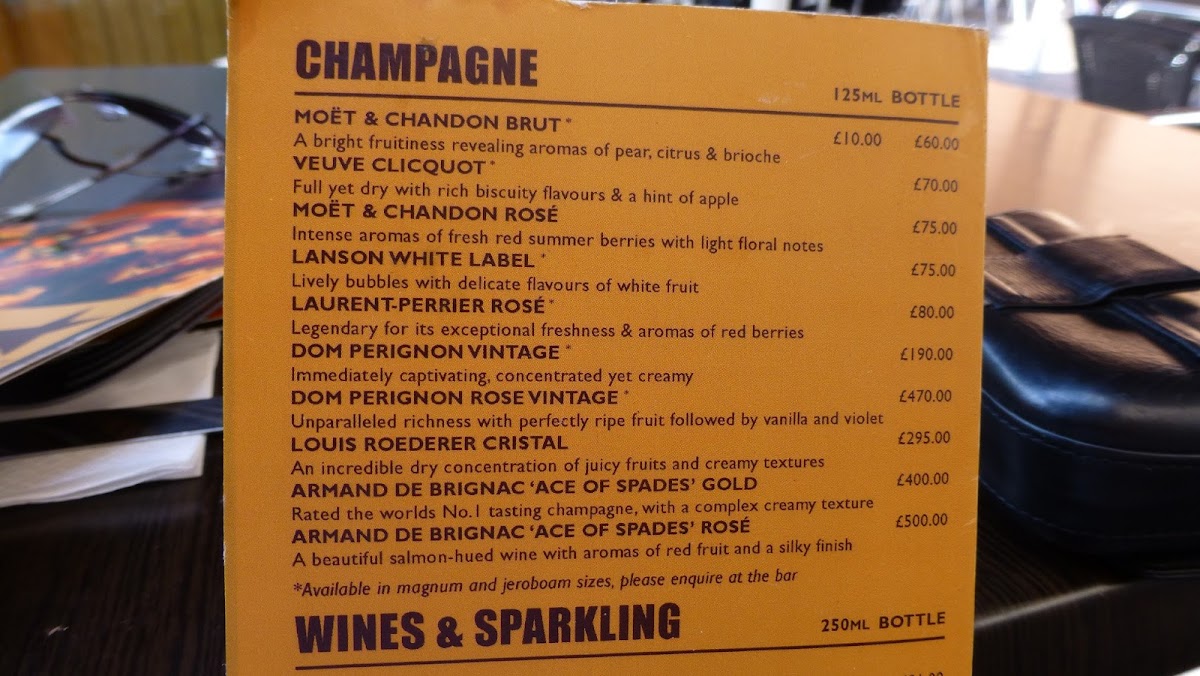 CHAMPAGNE
125ML BOTTLE
MOËT & CHANDON BRUT* £10.00 £60.00
A bright fruitiness revealing aromas of pear, citrus & brioche
VEUVE CLICQUOT* £70.00
Full yet dry with rich biscuity flavours & a hint of apple
MOËT & CHANDON ROSÉ £75.00
Intense aromas of fresh red summer berries with light floral notes
LANSON WHITE LABEL* £75.00
Lively bubbles with delicate flavours of white fruit
LAURENT-PERRIER ROSÉ* £80.00
Legendary for its exceptional freshness & aromas of red berries
DOM PERIGNON VINTAGE* £190.00
Immediately captivating, concentrated yet creamy
DOM PERIGNON ROSE VINTAGE* £470.00
Unparalleled richness with perfectly ripe fruit followed by vanilla and violet
LOUIS ROEDERER CRISTAL £295.00
An incredible dry concentration of juicy fruits and creamy textures
ARMAND DE BRIGNAC ‘ACE OF SPADES’ GOLD £400.00
Rated the worlds No.1 tasting champagne, with a complex creamy texture
ARMAND DE BRIGNAC ‘ACE OF SPADES’ ROSÉ £500.00
A beautiful salmon-hued wine with aromas of red fruit and a silky finish
*Available in magnum and jeroboam sizes, please enquire at the bar
WINES & SPARKLING
250ML BOTTLE